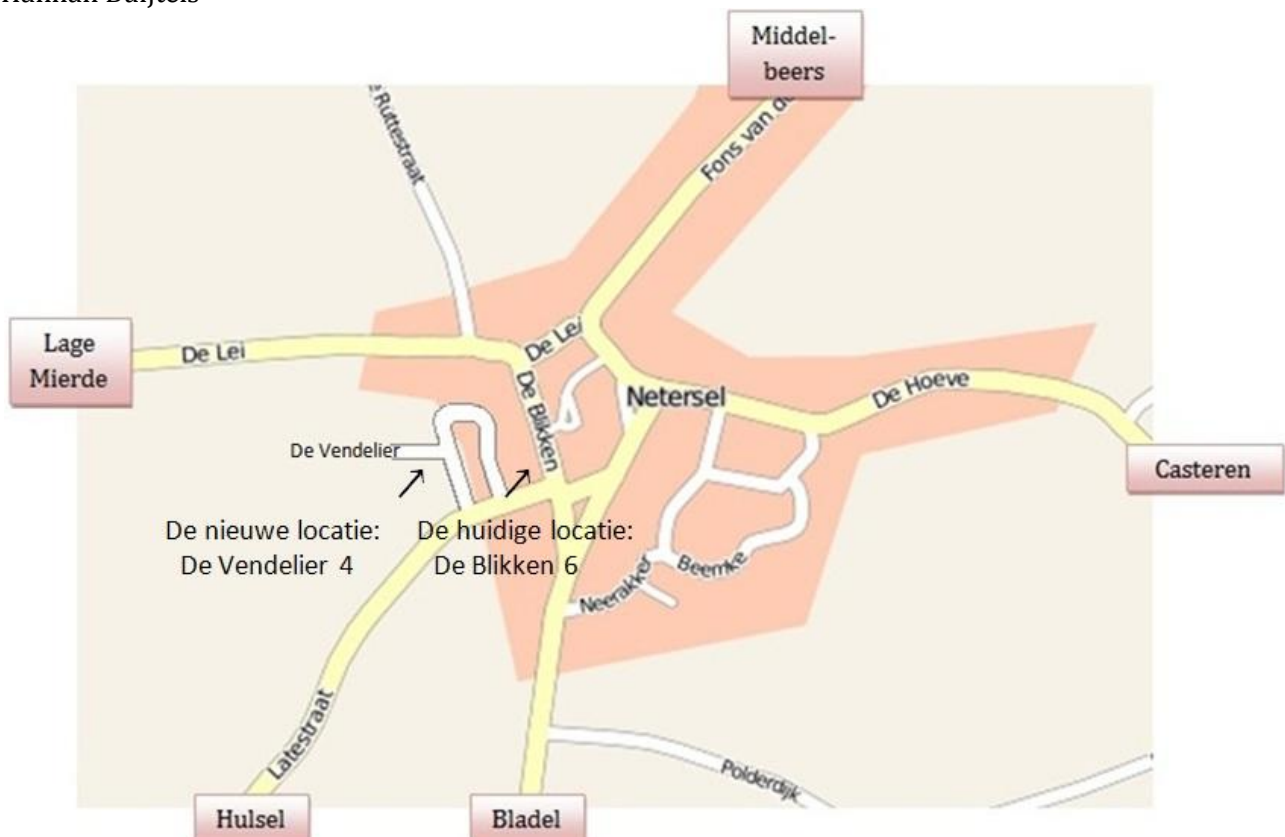 Middel-
beers
e Ruttestraat
Fons van de
Lage
Mierde
De Lei
De Lei
De Blikken
Netersel
De Hoeve
De Vendelier
Casteren
De nieuwe locatie:
De Vendelier 4
De huidige locatie:
De Blikken 6
Neerakker
Beemke
Latestraat
Polderdijk
Hulsel
Bladel